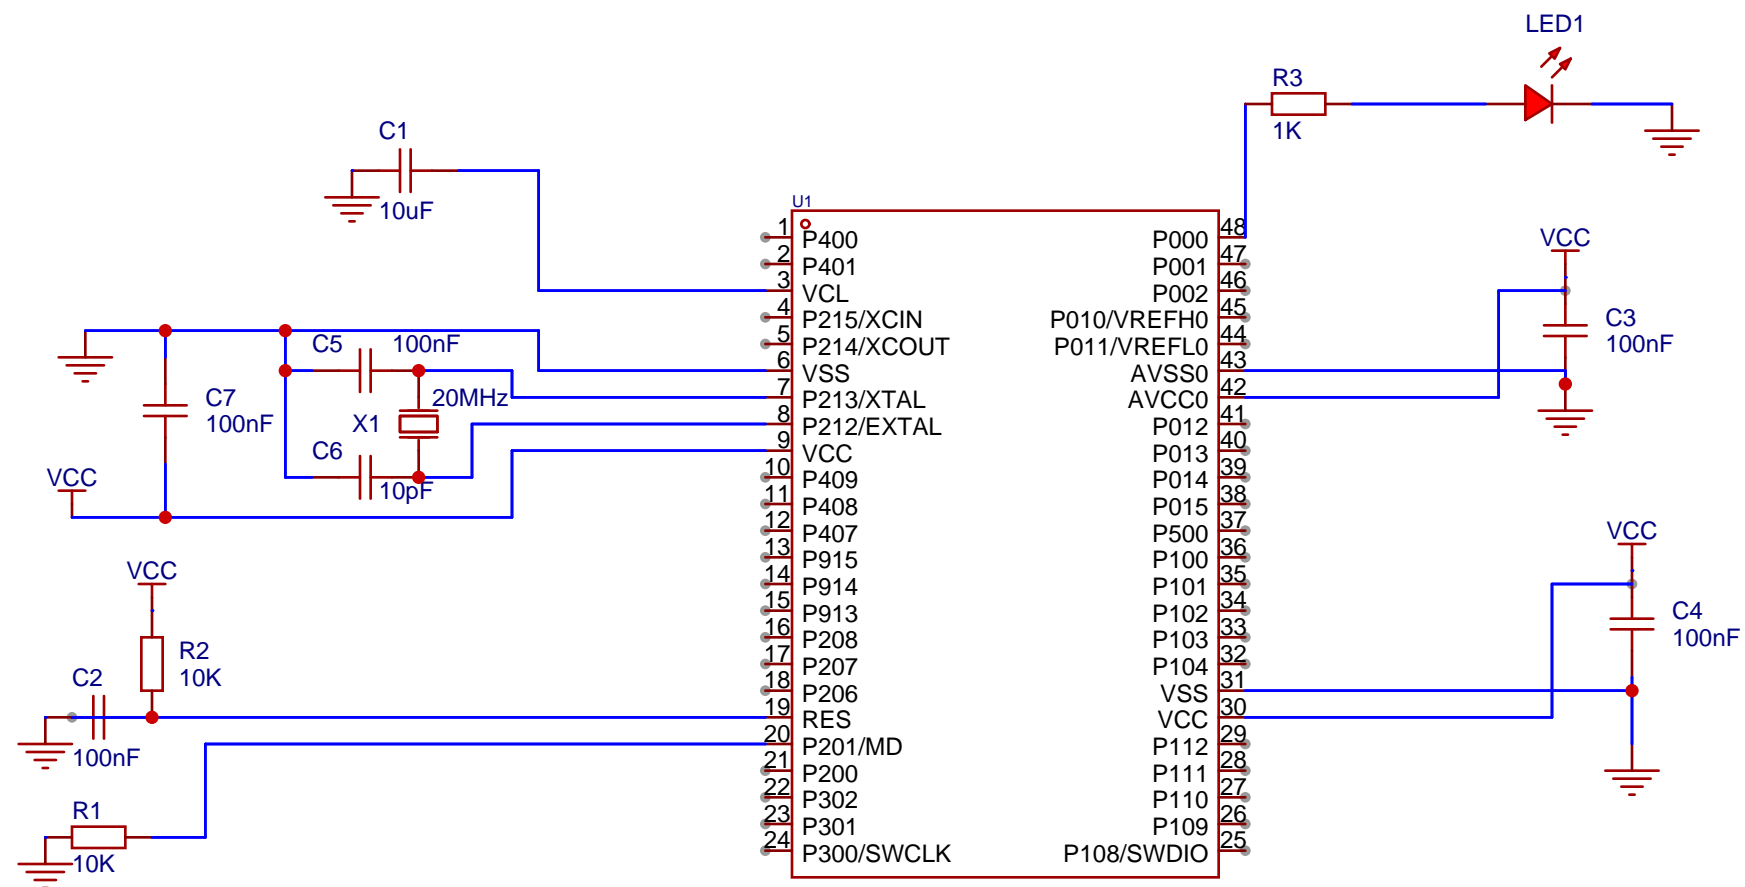 LED1
R3
1K
C1
10uF
U1
VCC
C3
100nF
C5
100nF
C7
100nF
X1
20MHz
C6
10pF
VCC
VCC
R2
10K
C2
100nF
R1
10K
VCC
C4
100nF
1 P400
2 P401
3 VCL
4 P215/XCIN
5 P214/XCOUT
6 VSS
7 P213/XTAL
8 P212/EXTAL
9 VCC
10 P409
11 P408
12 P407
13 P915
14 P914
15 P913
16 P208
17 P207
18 P206
19 RES
20 P201/MD
21 P200
22 P302
23 P301
24 P300/SWCLK
P000 48
P001 47
P002 46
P010/VREFH0 45
P011/VREFL0 44
AVSS0 43
AVCC0 42
P012 41
P013 40
P014 39
P015 38
P500 37
P100 36
P101 35
P102 34
P103 33
P104 32
VSS 31
VCC 30
P112 29
P111 28
P110 27
P109 26
P108/SWDIO 25